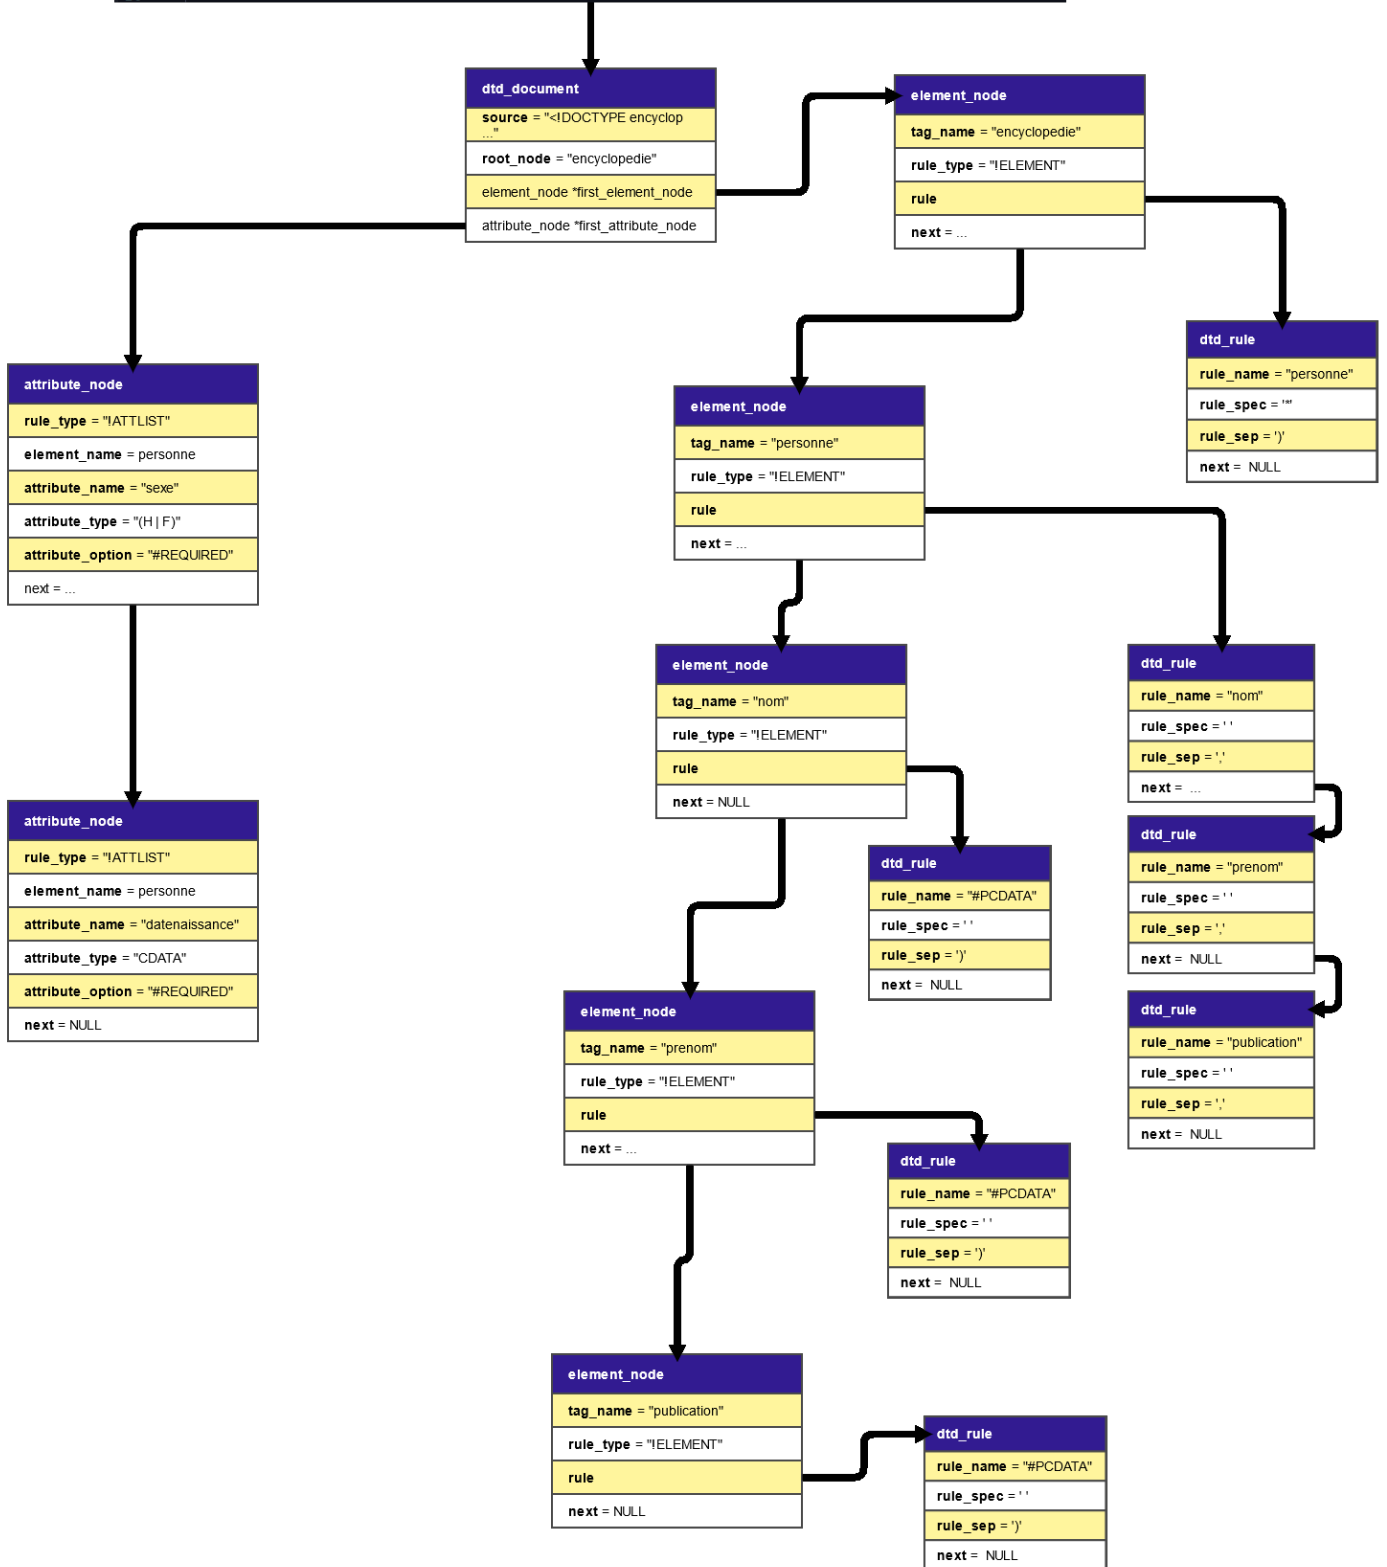 dtd_document
source = "<!DOCTYPE encyclop
..."
root_node = "encyclopedie"
element_node *first_element_node
attribute_node *first_attribute_node
element_node
tag_name = "encyclopedie"
rule_type = "!ELEMENT"
rule
next = ...
dtd_rule
rule_name = "personne"
rule_spec = '*'
rule_sep = ')'
next = NULL
attribute_node
rule_type = "!ATTLIST"
element_name = personne
attribute_name = "sexe"
attribute_type = "(H | F)"
attribute_option = "#REQUIRED"
next = ...
element_node
tag_name = "personne"
rule_type = "!ELEMENT"
rule
next = ...
element_node
tag_name = "nom"
rule_type = "!ELEMENT"
rule
next = NULL
dtd_rule
rule_name = "nom"
rule_spec = ' '
rule_sep = ','
next = ...
dtd_rule
rule_name = "prenom"
rule_spec = ' '
rule_sep = ','
next = NULL
dtd_rule
rule_name = "publication"
rule_spec = ' '
rule_sep = ','
next = NULL
attribute_node
rule_type = "!ATTLIST"
element_name = personne
attribute_name = "datenaissance"
attribute_type = "CDATA"
attribute_option = "#REQUIRED"
next = NULL
dtd_rule
rule_name = "#PCDATA"
rule_spec = ' '
rule_sep = ')'
next = NULL
element_node
tag_name = "prenom"
rule_type = "!ELEMENT"
rule
next = ...
dtd_rule
rule_name = "#PCDATA"
rule_spec = ' '
rule_sep = ')'
next = NULL
element_node
tag_name = "publication"
rule_type = "!ELEMENT"
rule
next = NULL
dtd_rule
rule_name = "#PCDATA"
rule_spec = ' '
rule_sep = ')'
next = NULL